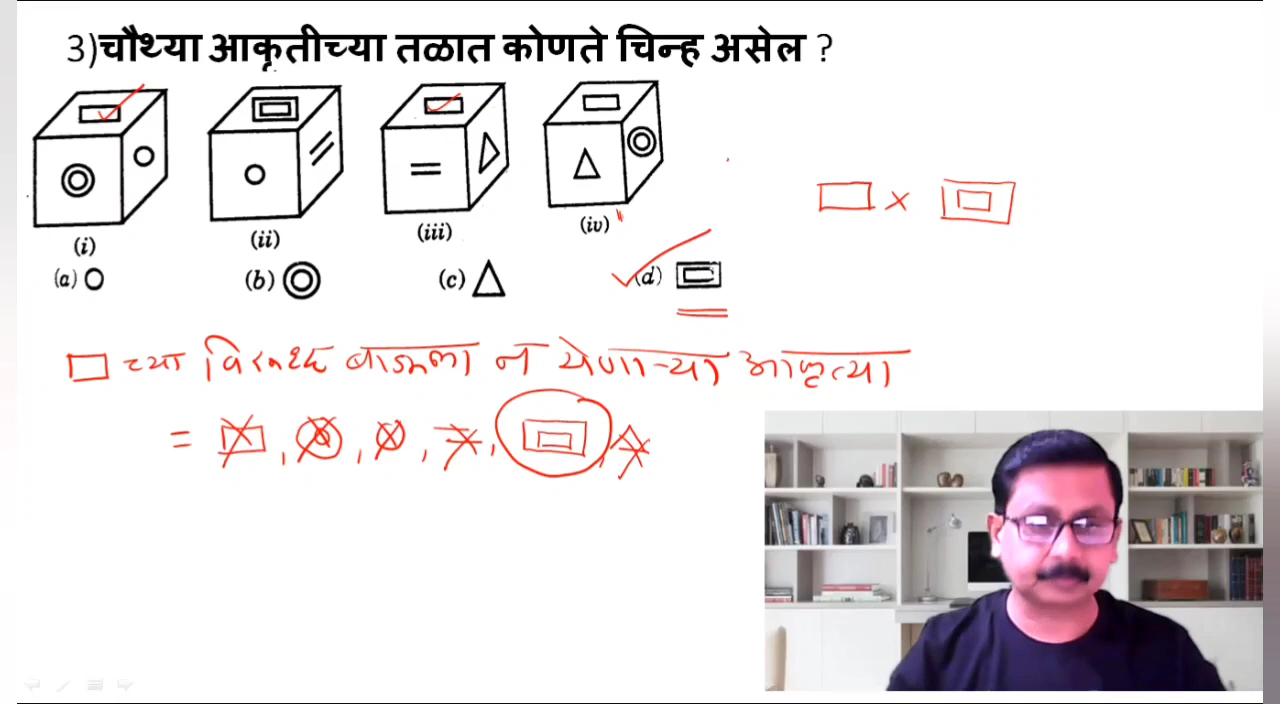 3)चौथ्या आकृतीच्या तळात कोणते चिन्ह असेल ?
(i) (ii) (iii) (iv)
(a) (b) (c) (d)
च्या विरुध्द बाजूला न येणाऱ्या आकृत्या
=